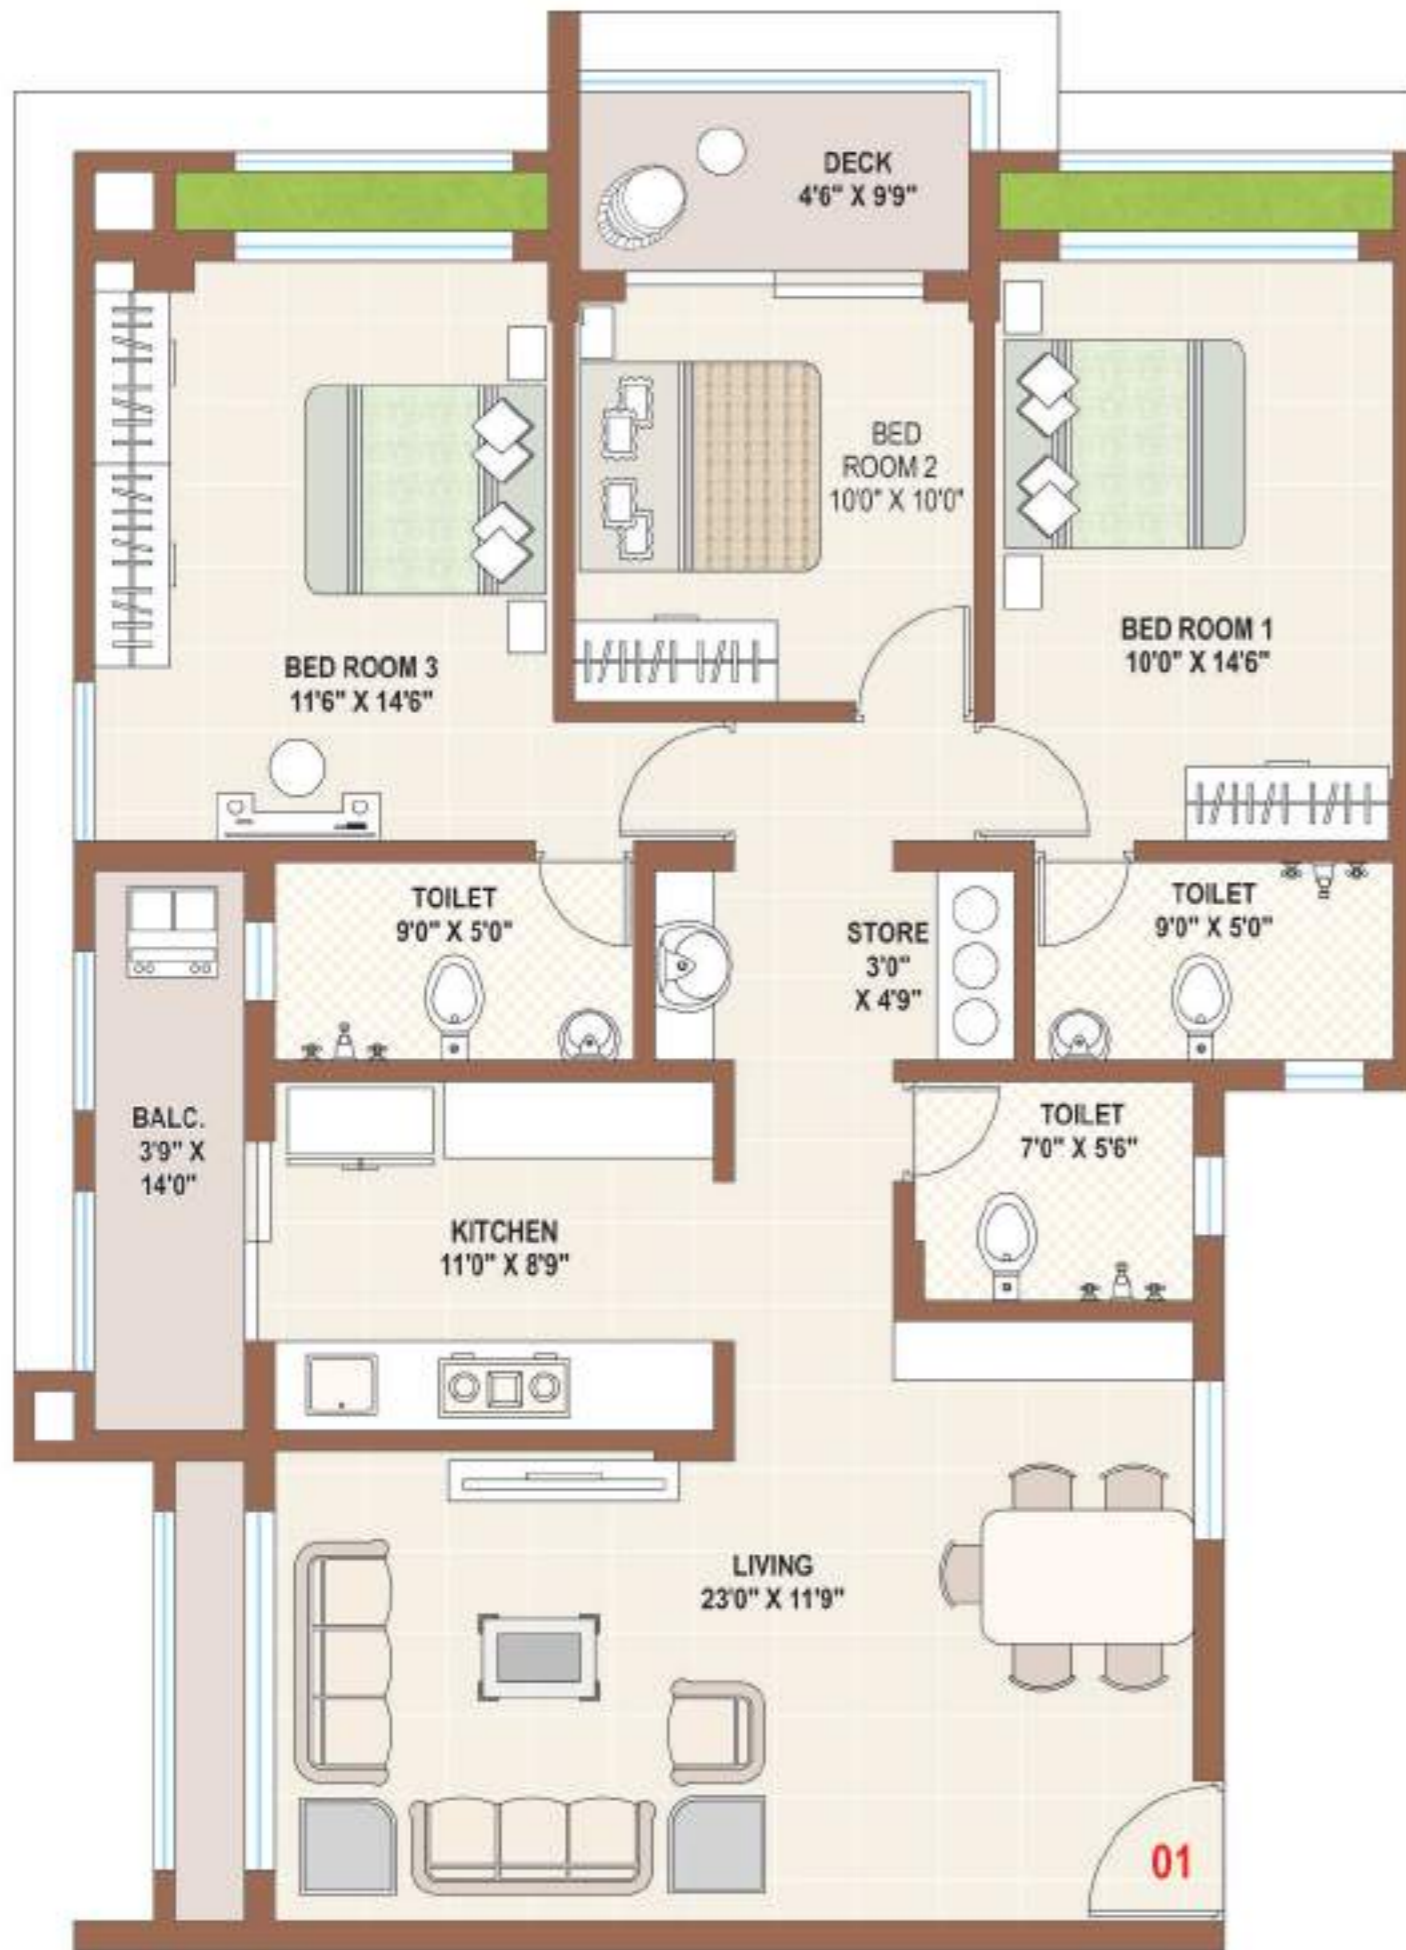 DECK
4'6" X 9'9"
BED
ROOM 2
10'0" X 10'0"
BED ROOM 1
10'0" X 14'6"
BED ROOM 3
11'6" X 14'6"
TOILET
9'0" X 5'0"
STORE
3'0"
X 4'9"
TOILET
9'0" X 5'0"
BALC.
3'9" X
14'0"
TOILET
7'0" X 5'6"
KITCHEN
11'0" X 8'9"
LIVING
23'0" X 11'9"
01